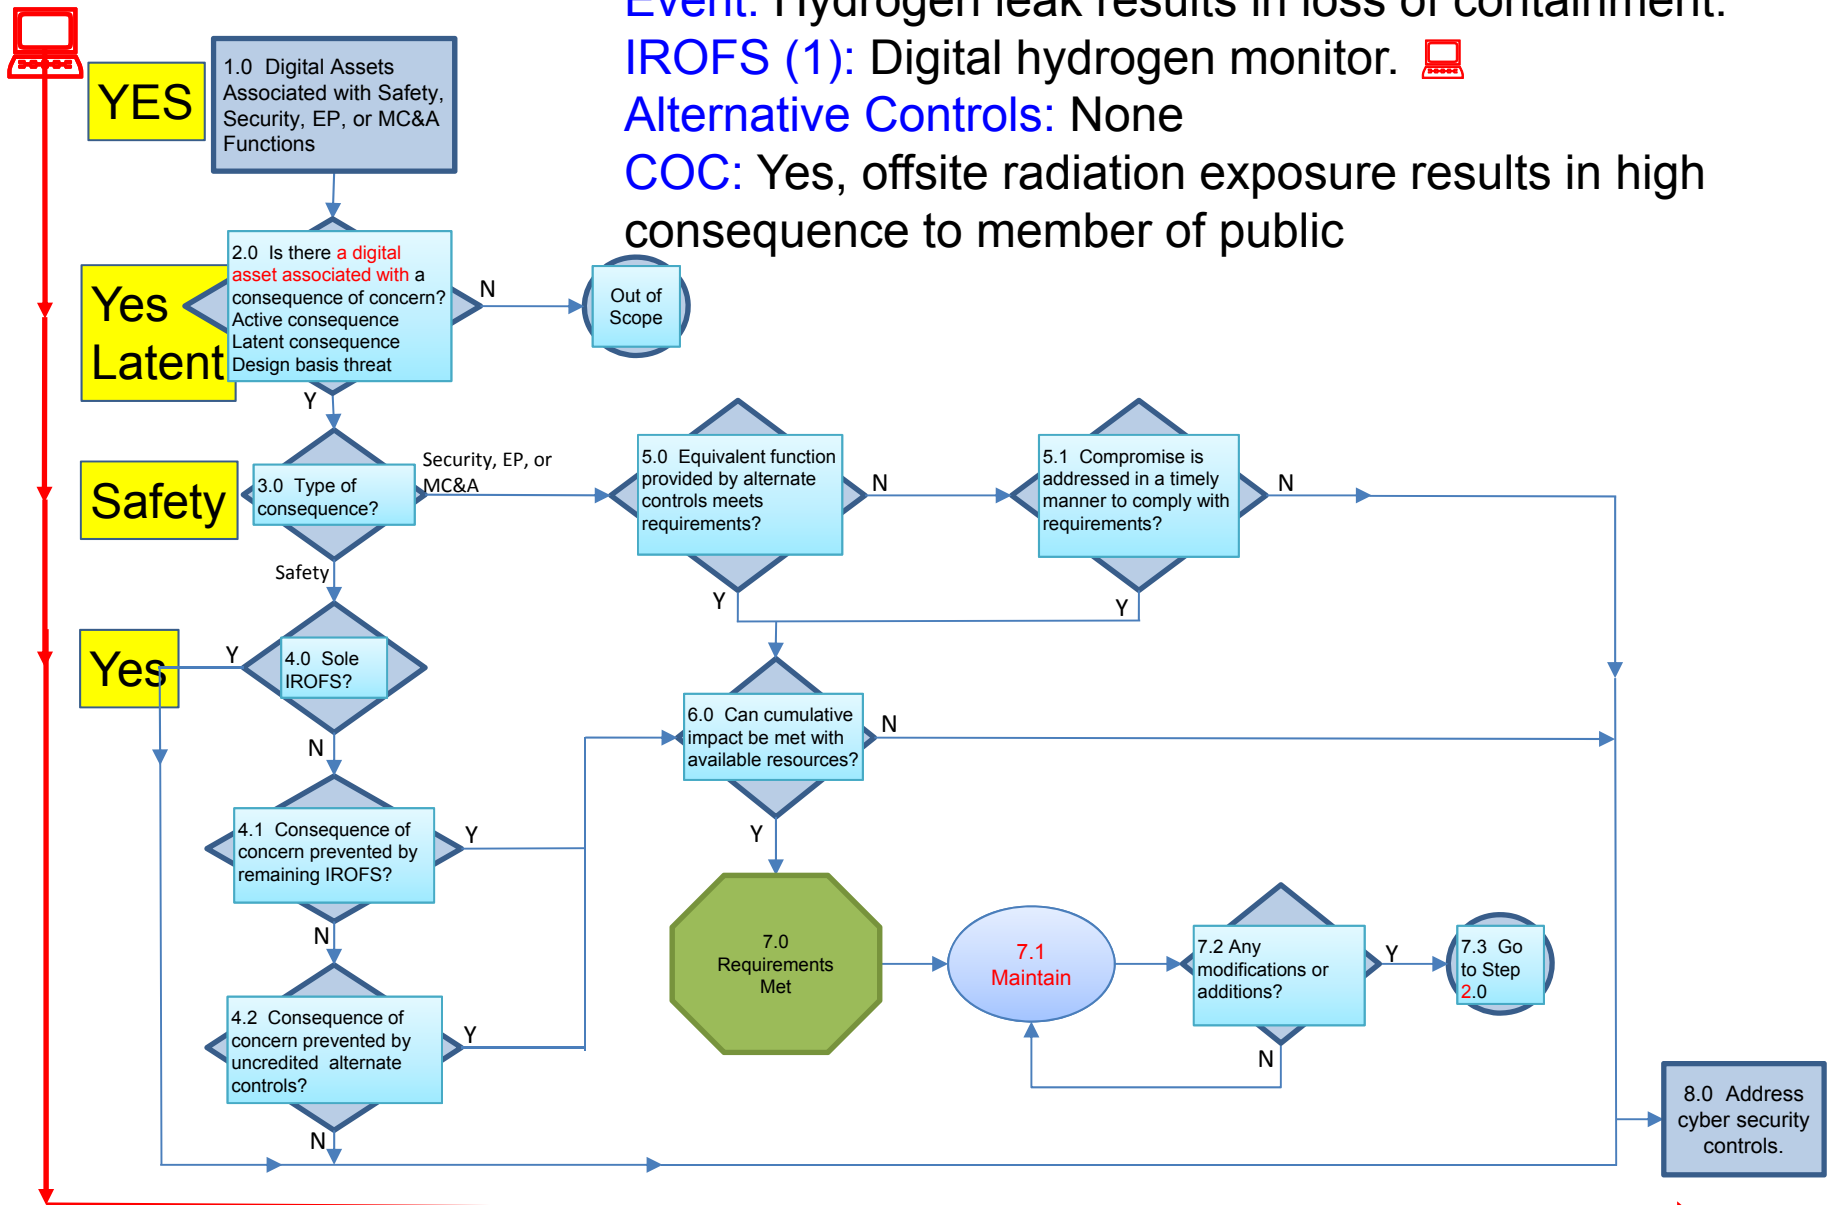 Event: Hydrogen leak results in loss of containment.
IROFS (1): Digital hydrogen monitor.
Alternative Controls: None
COC: Yes, offsite radiation exposure results in high
consequence to member of public
YES
1.0 Digital Assets
Associated with Safety,
Security, EP, or MC&A
Functions
Yes
Latent
2.0 Is there a digital
asset associated with a
consequence of concern?
Active consequence
Latent consequence
Design basis threat
N
Out of
Scope
Y
Safety
3.0 Type of
consequence?
Security, EP, or
MC&A
5.0 Equivalent function
provided by alternate
controls meets
requirements?
N
5.1 Compromise is
addressed in a timely
manner to comply with
requirements?
N
Safety
Y
Y
Yes
Y
4.0 Sole
IROFS?
N
6.0 Can cumulative
impact be met with
available resources?
N
Y
4.1 Consequence of
concern prevented by
remaining IROFS?
Y
N
7.0
Requirements
Met
7.1
Maintain
7.2 Any
modifications or
additions?
Y
7.3 Go
to Step
2.0
N
4.2 Consequence of
concern prevented by
uncredited alternate
controls?
Y
N
8.0 Address
cyber security
controls.